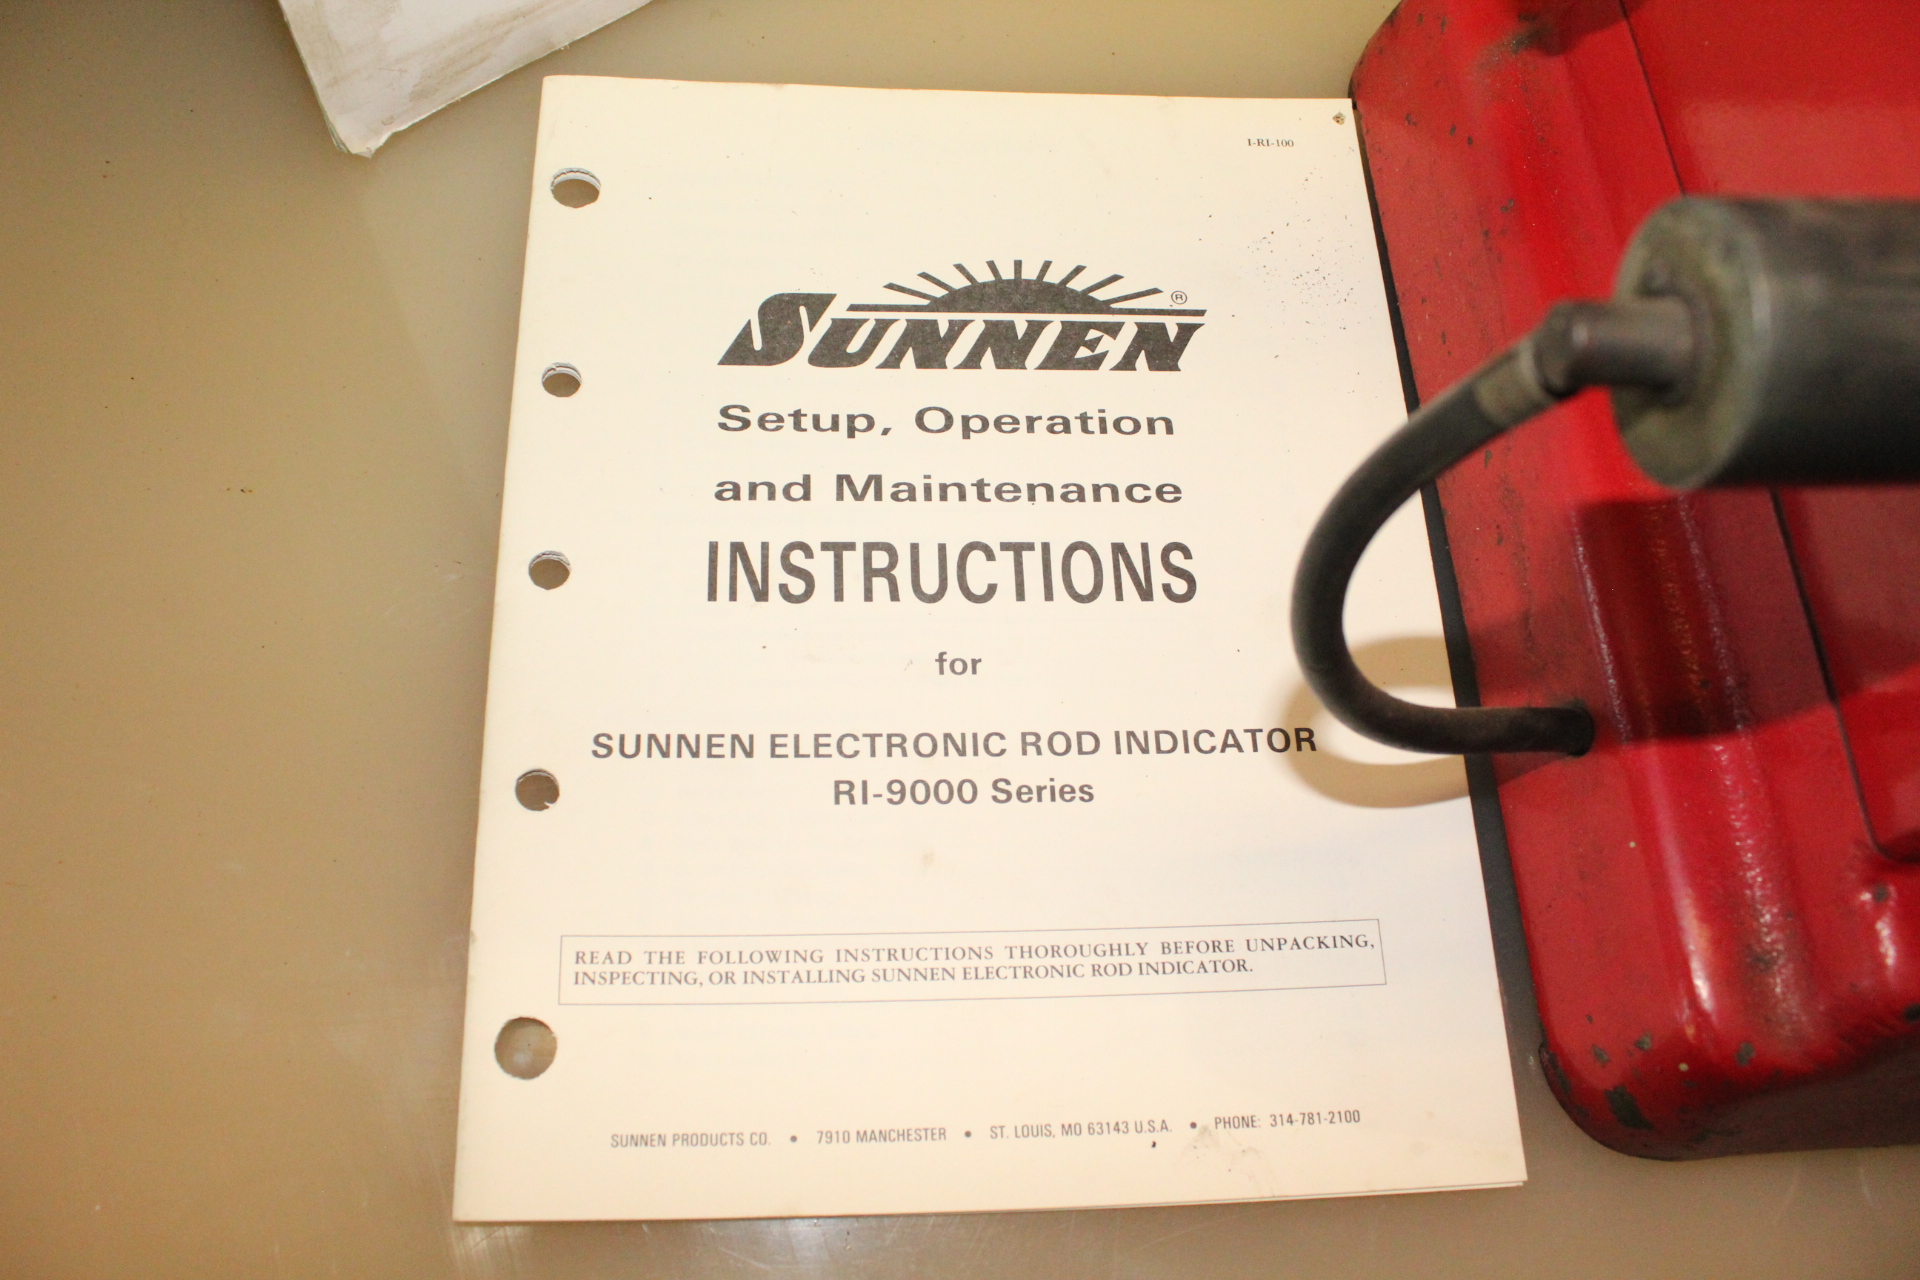 I-RI-100
SUNNEN®
Setup, Operation
and Maintenance
INSTRUCTIONS
for
SUNNEN ELECTRONIC ROD INDICATOR
RI-9000 Series
READ THE FOLLOWING INSTRUCTIONS THOROUGHLY BEFORE UNPACKING,
INSPECTING, OR INSTALLING SUNNEN ELECTRONIC ROD INDICATOR.
SUNNEN PRODUCTS CO. • 7910 MANCHESTER • ST. LOUIS, MO 63143 U.S.A. • PHONE: 314-781-2100